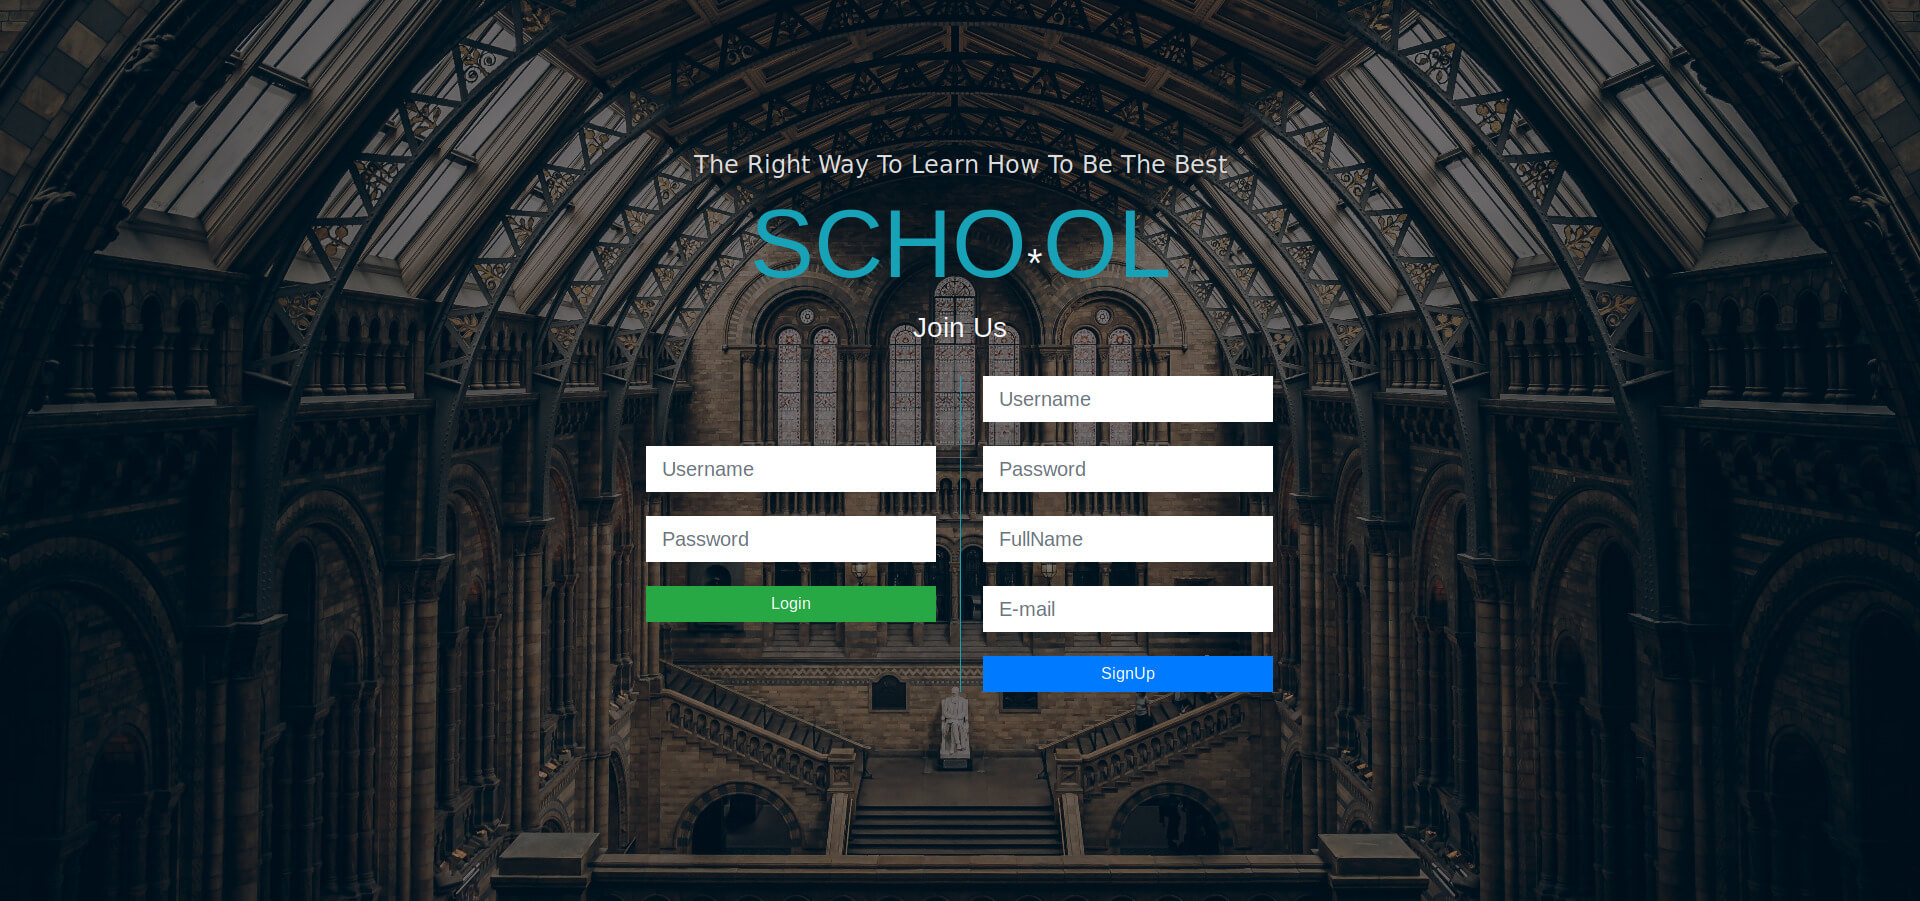 The Right Way To Learn How To Be The Best
SCHO*OL
Join Us
Username
Password
Login
Username
Password
FullName
E-mail
SignUp